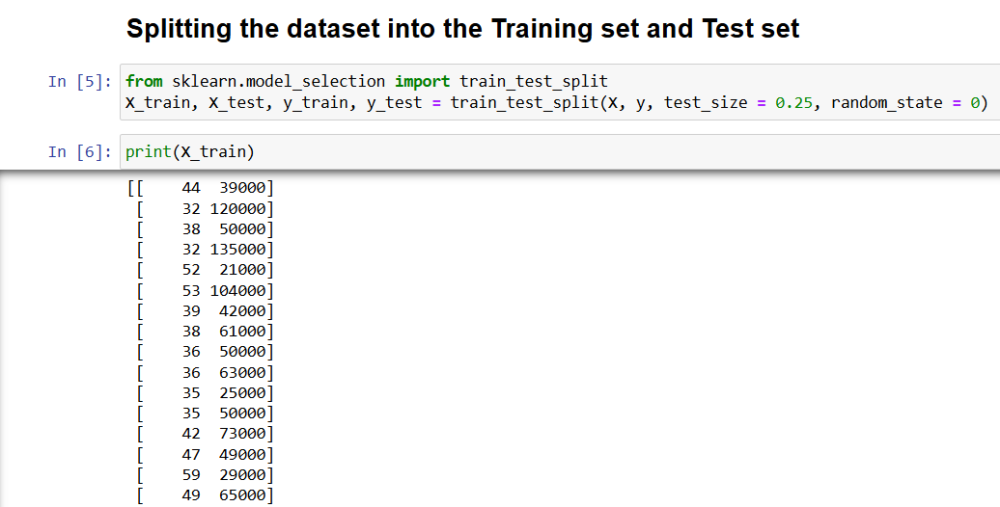 Splitting the dataset into the Training set and Test set
In [5]: from sklearn.model_selection import train_test_split
X_train, X_test, y_train, y_test = train_test_split(X, y, test_size = 0.25, random_state = 0)
In [6]: print(X_train)
[[    44  39000]
 [    32 120000]
 [    38  50000]
 [    32 135000]
 [    52  21000]
 [    53 104000]
 [    39  42000]
 [    38  61000]
 [    36  50000]
 [    36  63000]
 [    35  25000]
 [    35  50000]
 [    42  73000]
 [    47  49000]
 [    59  29000]
 [    49  65000]